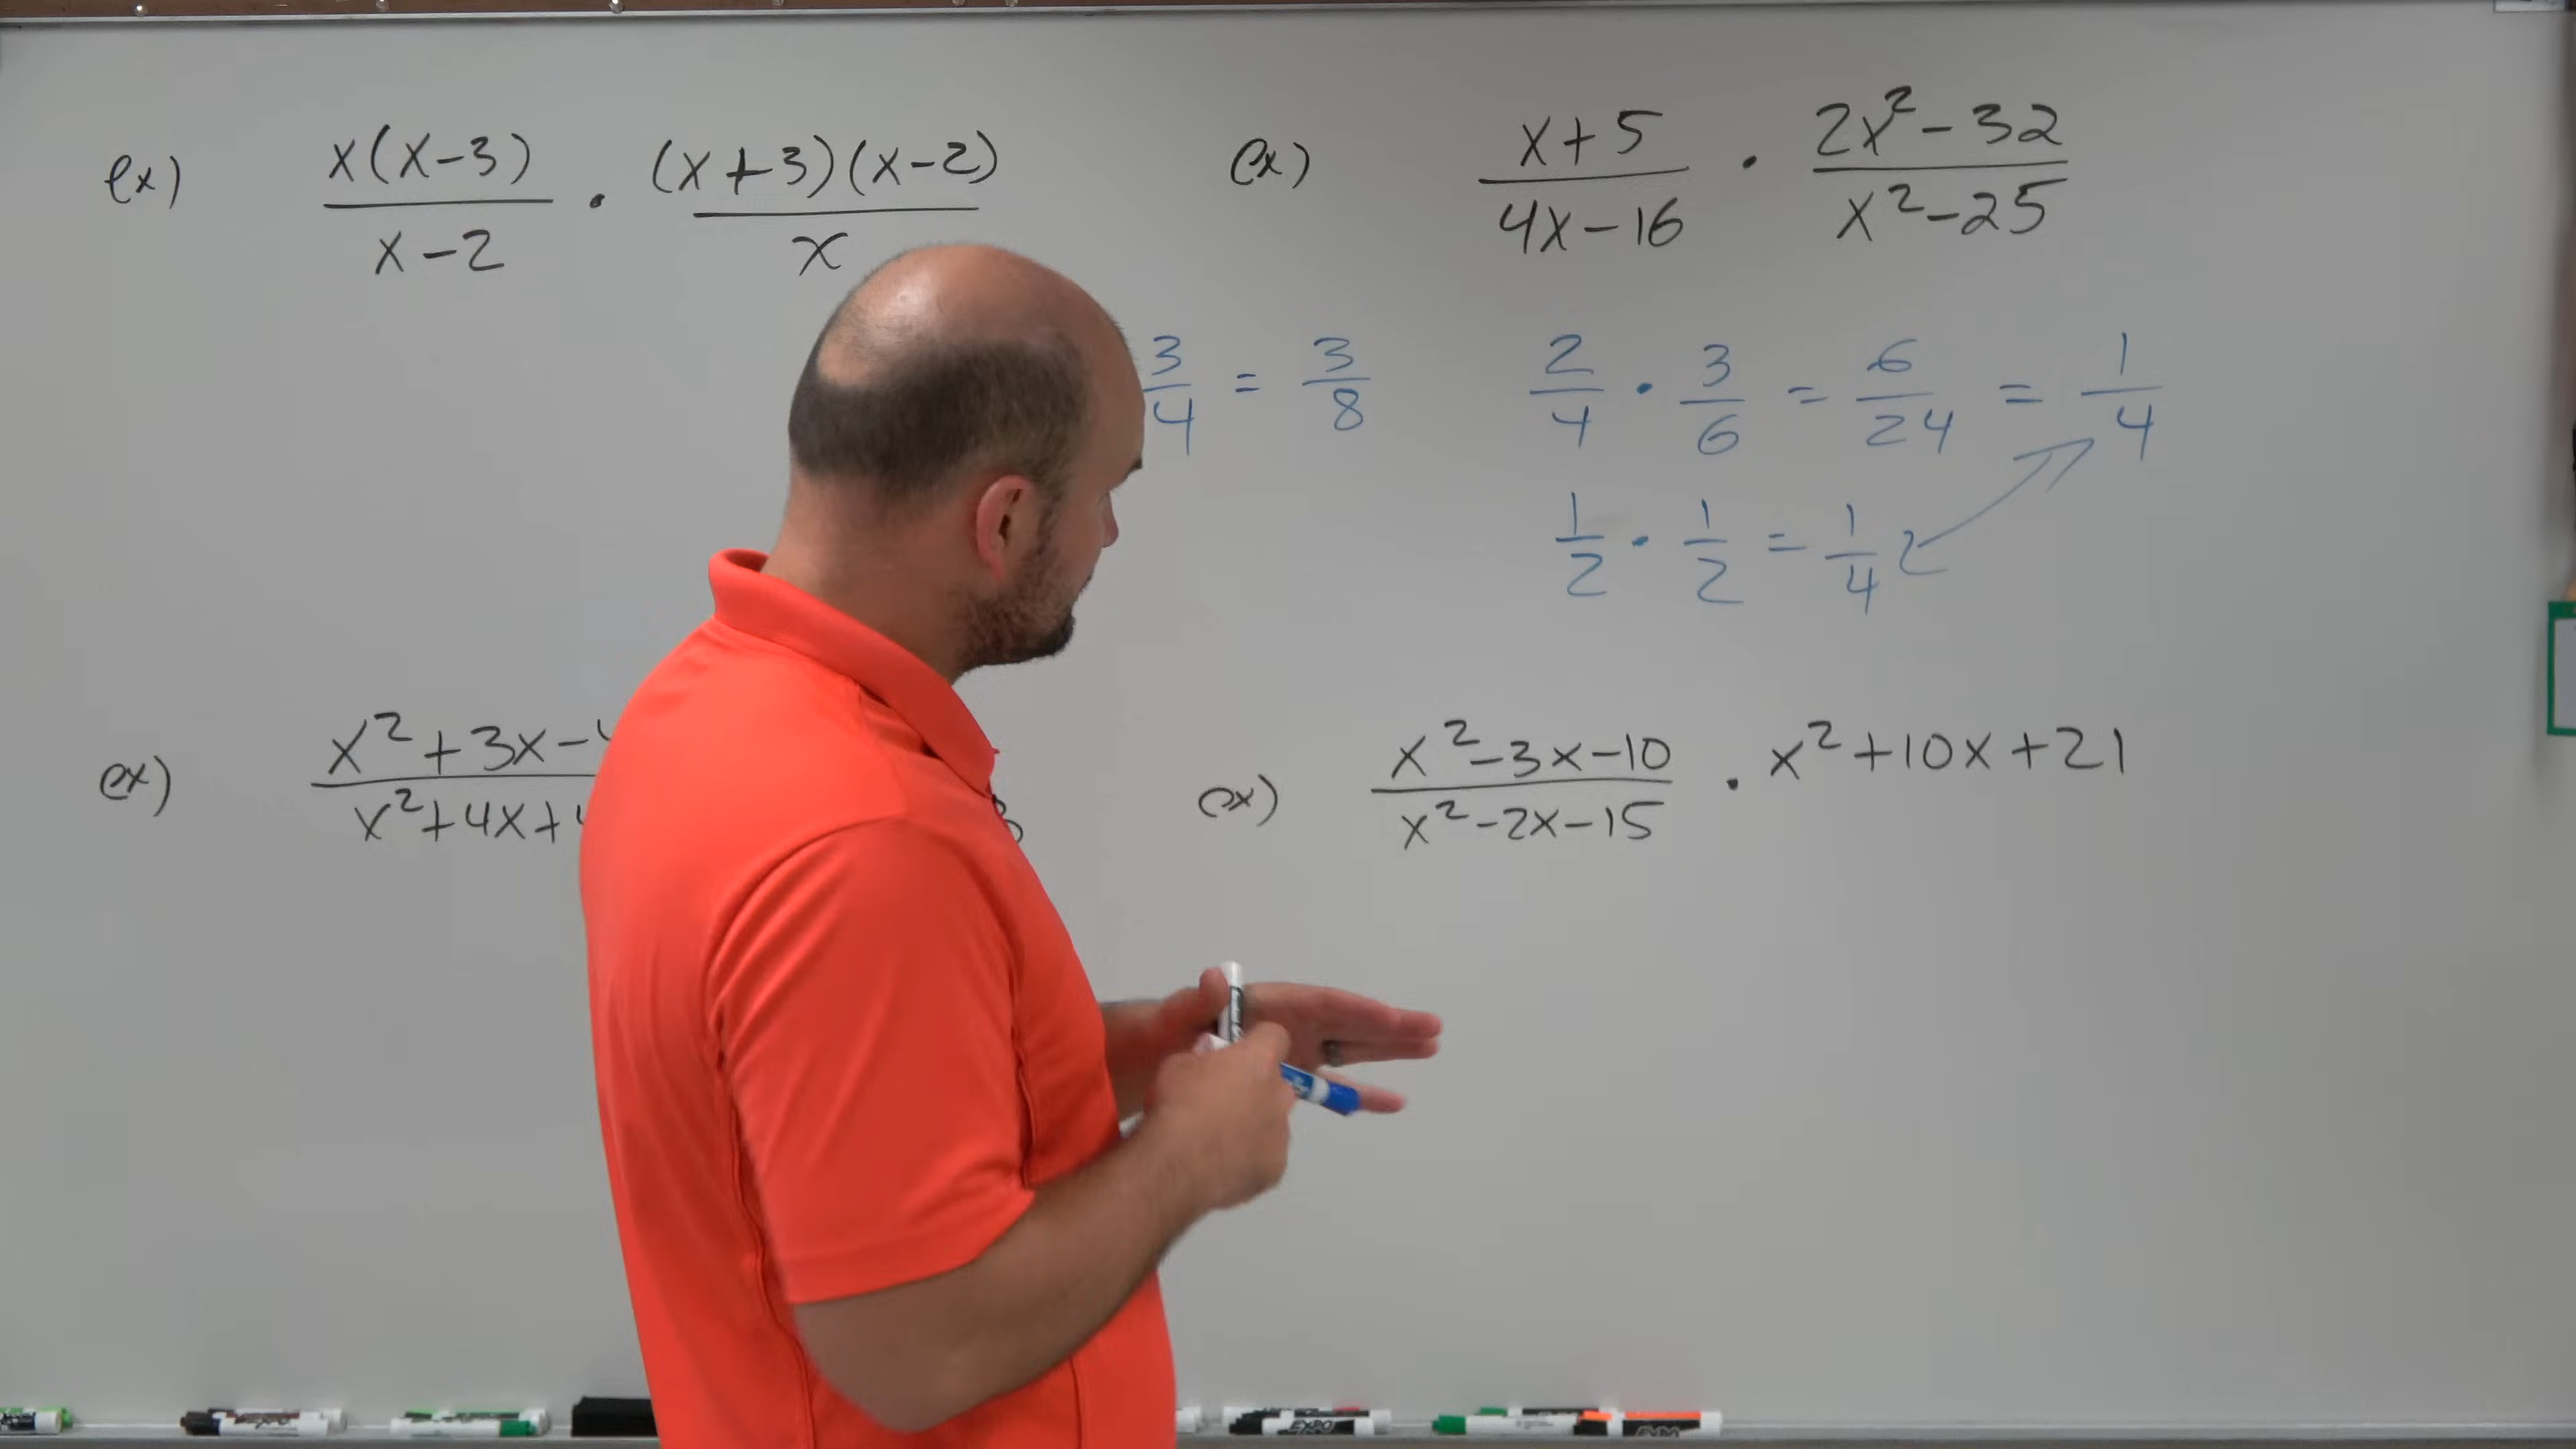 ex) x(x-3)/x-2 · (x+3)(x-2)/x
ex) x+5/4x-16 · 2x²-32/x²-25
3/4 = 3/8
2/4 · 3/6 = 6/24 = 1/4
1/2 · 1/2 = 1/4
ex) x²+3x- / x²+4x+
ex) x²-3x-10/x²-2x-15 · x²+10x+21
EXPO